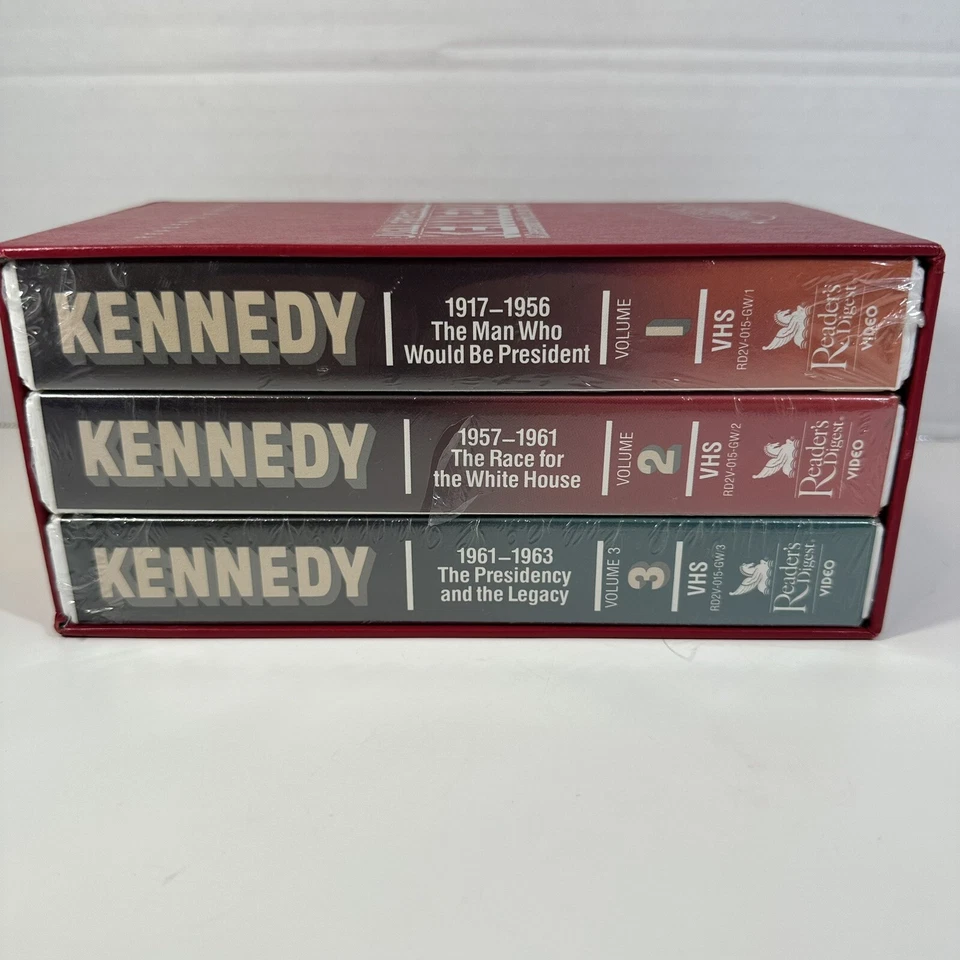 KENNEDY
KENNEDY
1917–1956
The Man Who
Would Be President
VOLUME
1
VHS
RD2V-015-GW/1
Reader's
Digest
VIDEO
KENNEDY
1957–1961
The Race for
the White House
VOLUME
2
VHS
RD2V-015-GW/2
Reader's
Digest
VIDEO
KENNEDY
1961–1963
The Presidency
and the Legacy
VOLUME 3
3
VHS
RD2V-015-GW/3
Reader's
Digest
VIDEO